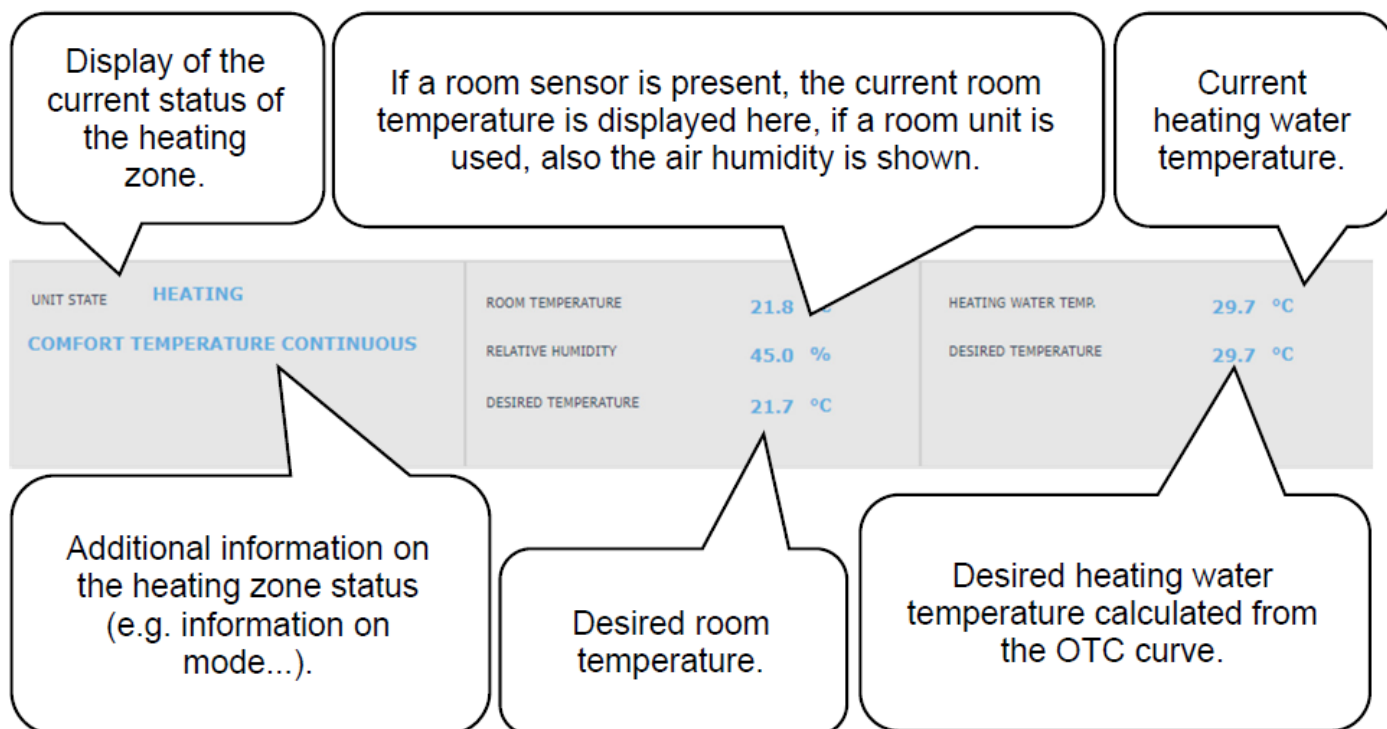 Display of the
current status of
the heating
zone.
If a room sensor is present, the current room
temperature is displayed here, if a room unit is
used, also the air humidity is shown.
Current
heating water
temperature.
UNIT STATE HEATING
COMFORT TEMPERATURE CONTINUOUS
ROOM TEMPERATURE 21.8
RELATIVE HUMIDITY 45.0 %
DESIRED TEMPERATURE 21.7 °C
HEATING WATER TEMP. 29.7 °C
DESIRED TEMPERATURE 29.7 °C
Additional information on
the heating zone status
(e.g. information on
mode...).
Desired room
temperature.
Desired heating water
temperature calculated from
the OTC curve.